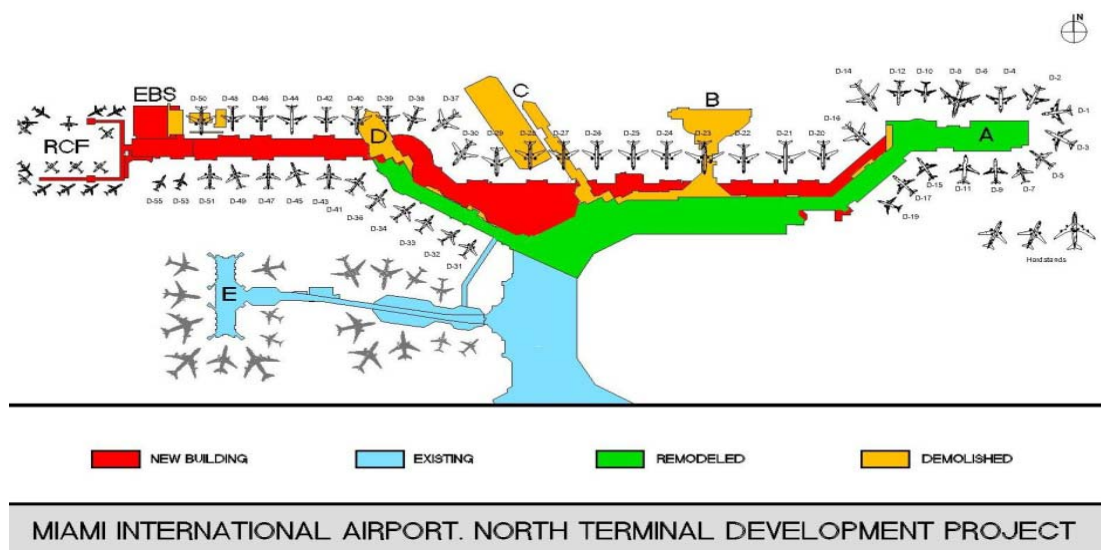 N
D-14
D-12
D-10
D-8
D-6
D-4
D-2
EBS
C
B
D-50
D-48
D-46
D-44
D-42
D-40
D-39
D-38
D-37
D-1
RCF
D
D-30
D-29
D-28
D-27
D-26
D-25
D-24
D-23
D-22
D-21
D-20
D-16
A
D-3
D-5
D-55
D-53
D-51
D-49
D-47
D-45
D-43
D-41
D-36
D-15
D-11
D-9
D-7
D-17
D-19
D-34
D-33
D-32
D-31
Hardstands
E
NEW BUILDING
EXISTING
REMODELED
DEMOLISHED
MIAMI INTERNATIONAL AIRPORT. NORTH TERMINAL DEVELOPMENT PROJECT